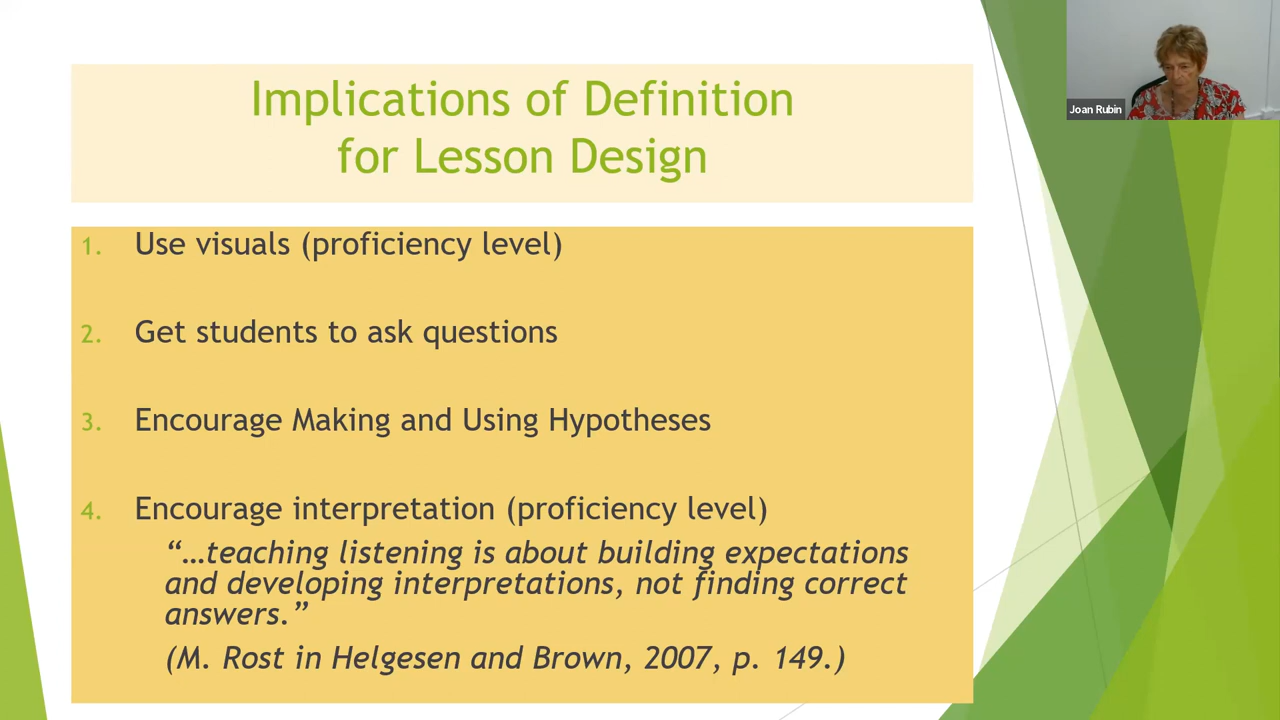 Implications of Definition
for Lesson Design
Joan Rubin
1. Use visuals (proficiency level)
2. Get students to ask questions
3. Encourage Making and Using Hypotheses
4. Encourage interpretation (proficiency level)
“…teaching listening is about building expectations
and developing interpretations, not finding correct
answers.”
(M. Rost in Helgesen and Brown, 2007, p. 149.)